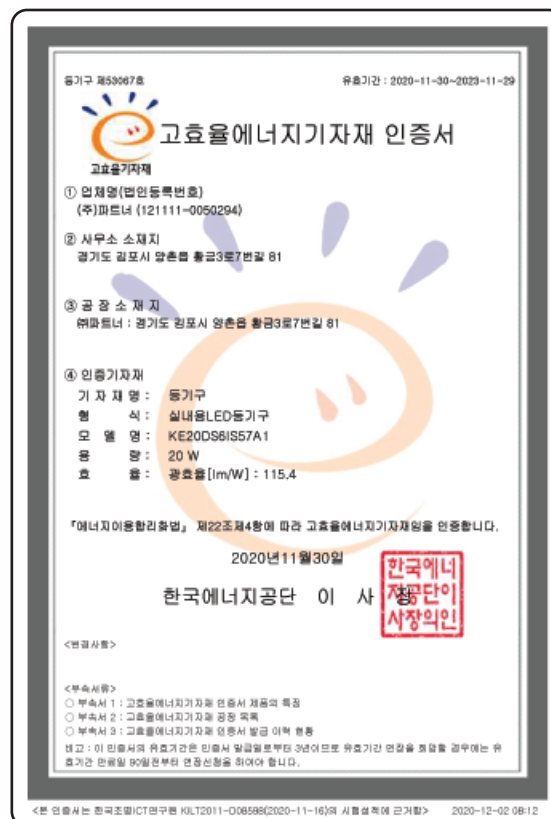 등기구 제53067호
유효기간 : 2020-11-30~2023-11-29
고효율기자재
고효율에너지기자재 인증서
① 업체명(법인등록번호)
(주)파트너 (121111-0050294)
② 사무소 소재지
경기도 김포시 양촌읍 황금3로7번길 81
③ 공 장 소 재 지
㈜파트너 : 경기도 김포시 양촌읍 황금3로7번길 81
④ 인증기자재
기 자 재 명 : 등기구
형 식 : 실내용LED등기구
모 델 명 : KE20DS6IS57A1
용 량 : 20 W
효 율 : 광효율[lm/W] : 115.4
『에너지이용합리화법』 제22조제4항에 따라 고효율에너지기자재임을 인증합니다.
2020년11월30일
한국에너지공단 이 사 장
한국에너
지공단이
사장의인
<변경사항>
<부속서류>
○ 부속서 1 : 고효율에너지기자재 인증서 제품의 특징
○ 부속서 2 : 고효율에너지기자재 공장 목록
○ 부속서 3 : 고효율에너지기자재 인증서 발급 이력 현황
비고 : 이 인증서의 유효기간은 인증서 발급일로부터 3년이므로 유효기간 연장을 희망할 경우에는 유
효기간 만료일 90일전부터 연장신청을 하여야 합니다.
<본 인증서는 한국조명ICT연구원 KILT2011-O08598(2020-11-16)의 시험성적에 근거함> 2020-12-02 08:12